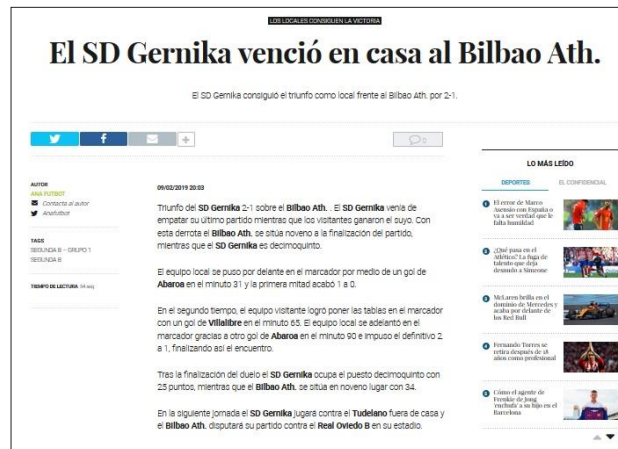 LOS LOCALES CONSIGUEN LA VICTORIA
El SD Gernika venció en casa al Bilbao Ath.
El SD Gernika consiguió el triunfo como local frente al Bilbao Ath. por 2-1.
0
AUTOR
ANA FUTBOT
Contacta al autor
Anafutbot
TAGS
SEGUNDA B – GRUPO 1
SEGUNDA B
TIEMPO DE LECTURA
09/02/2019 20:03
Triunfo del SD Gernika 2-1 sobre el Bilbao Ath. . El SD Gernika venía de
empatar su último partido mientras que los visitantes ganaron el suyo. Con
esta derrota el Bilbao Ath. se sitúa noveno a la finalización del partido,
mientras que el SD Gernika es decimoquinto.
El equipo local se puso por delante en el marcador por medio de un gol de
Abaroa en el minuto 31 y la primera mitad acabó 1 a 0.
En el segundo tiempo, el equipo visitante logró poner las tablas en el marcador
con un gol de Villalibre en el minuto 65. El equipo local se adelantó en el
marcador gracias a otro gol de Abaroa en el minuto 90 e impuso el definitivo 2
a 1, finalizando así el encuentro.
Tras la finalización del duelo el SD Gernika ocupa el puesto decimoquinto con
25 puntos, mientras que el Bilbao Ath. se sitúa en noveno lugar con 34.
En la siguiente jornada el SD Gernika jugará contra el Tudelano fuera de casa y
el Bilbao Ath. disputará su partido contra el Real Oviedo B en su estadio.
LO MÁS LEÍDO
DEPORTES EL CONFIDENCIAL
1 El error de Marco
Asensio con España o
va a ser verdad que le
falta humildad
2 ¿Qué pasa en el
Atlético? La fuga de
talento que deja
desnudo a Simeone
3 McLaren brilla en el
dominio de Mercedes y
acaba por delante de
los Red Bull
4 Fernando Torres se
retira después de 18
años como profesional
5 Cómo el agente de
Frenkie de Jong
'enchufa' a su hijo en el
Barcelona